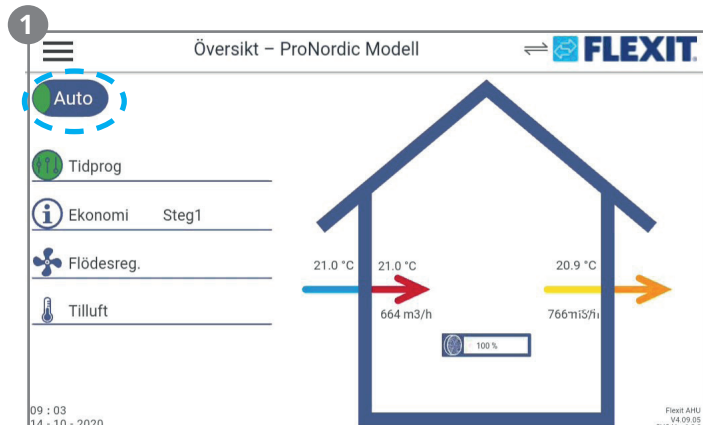 1
Översikt – ProNordic Modell
FLEXIT
Auto
Tidprog
Ekonomi Steg1
Flödesreg.
Tilluft
21.0 °C 21.0 °C 20.9 °C
664 m3/h
100 %
09 : 03
14 - 10 - 2020
Flexit AHU
V4.09.05